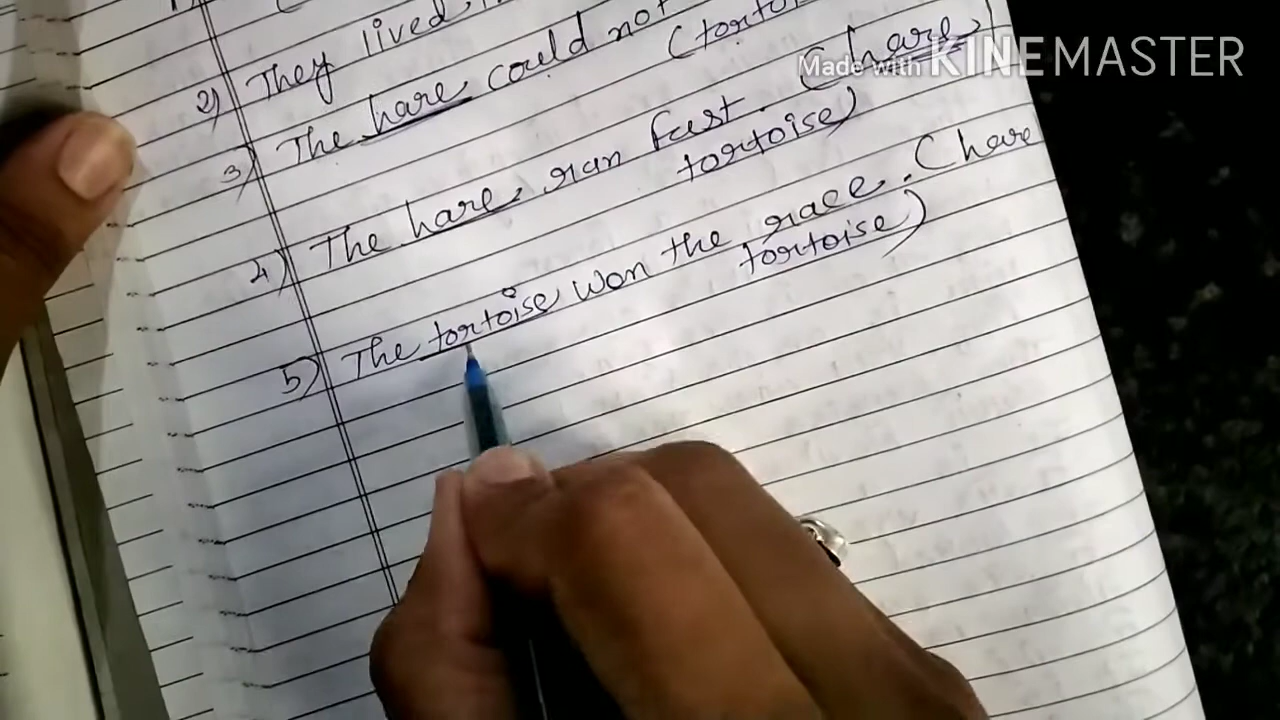 2) They lived
3) The hare could not
(tortoi
4) The hare ran fast. (hare,
tortoise)
5) The tortoise won the race. (hare
tortoise)
Made with KINEMASTER